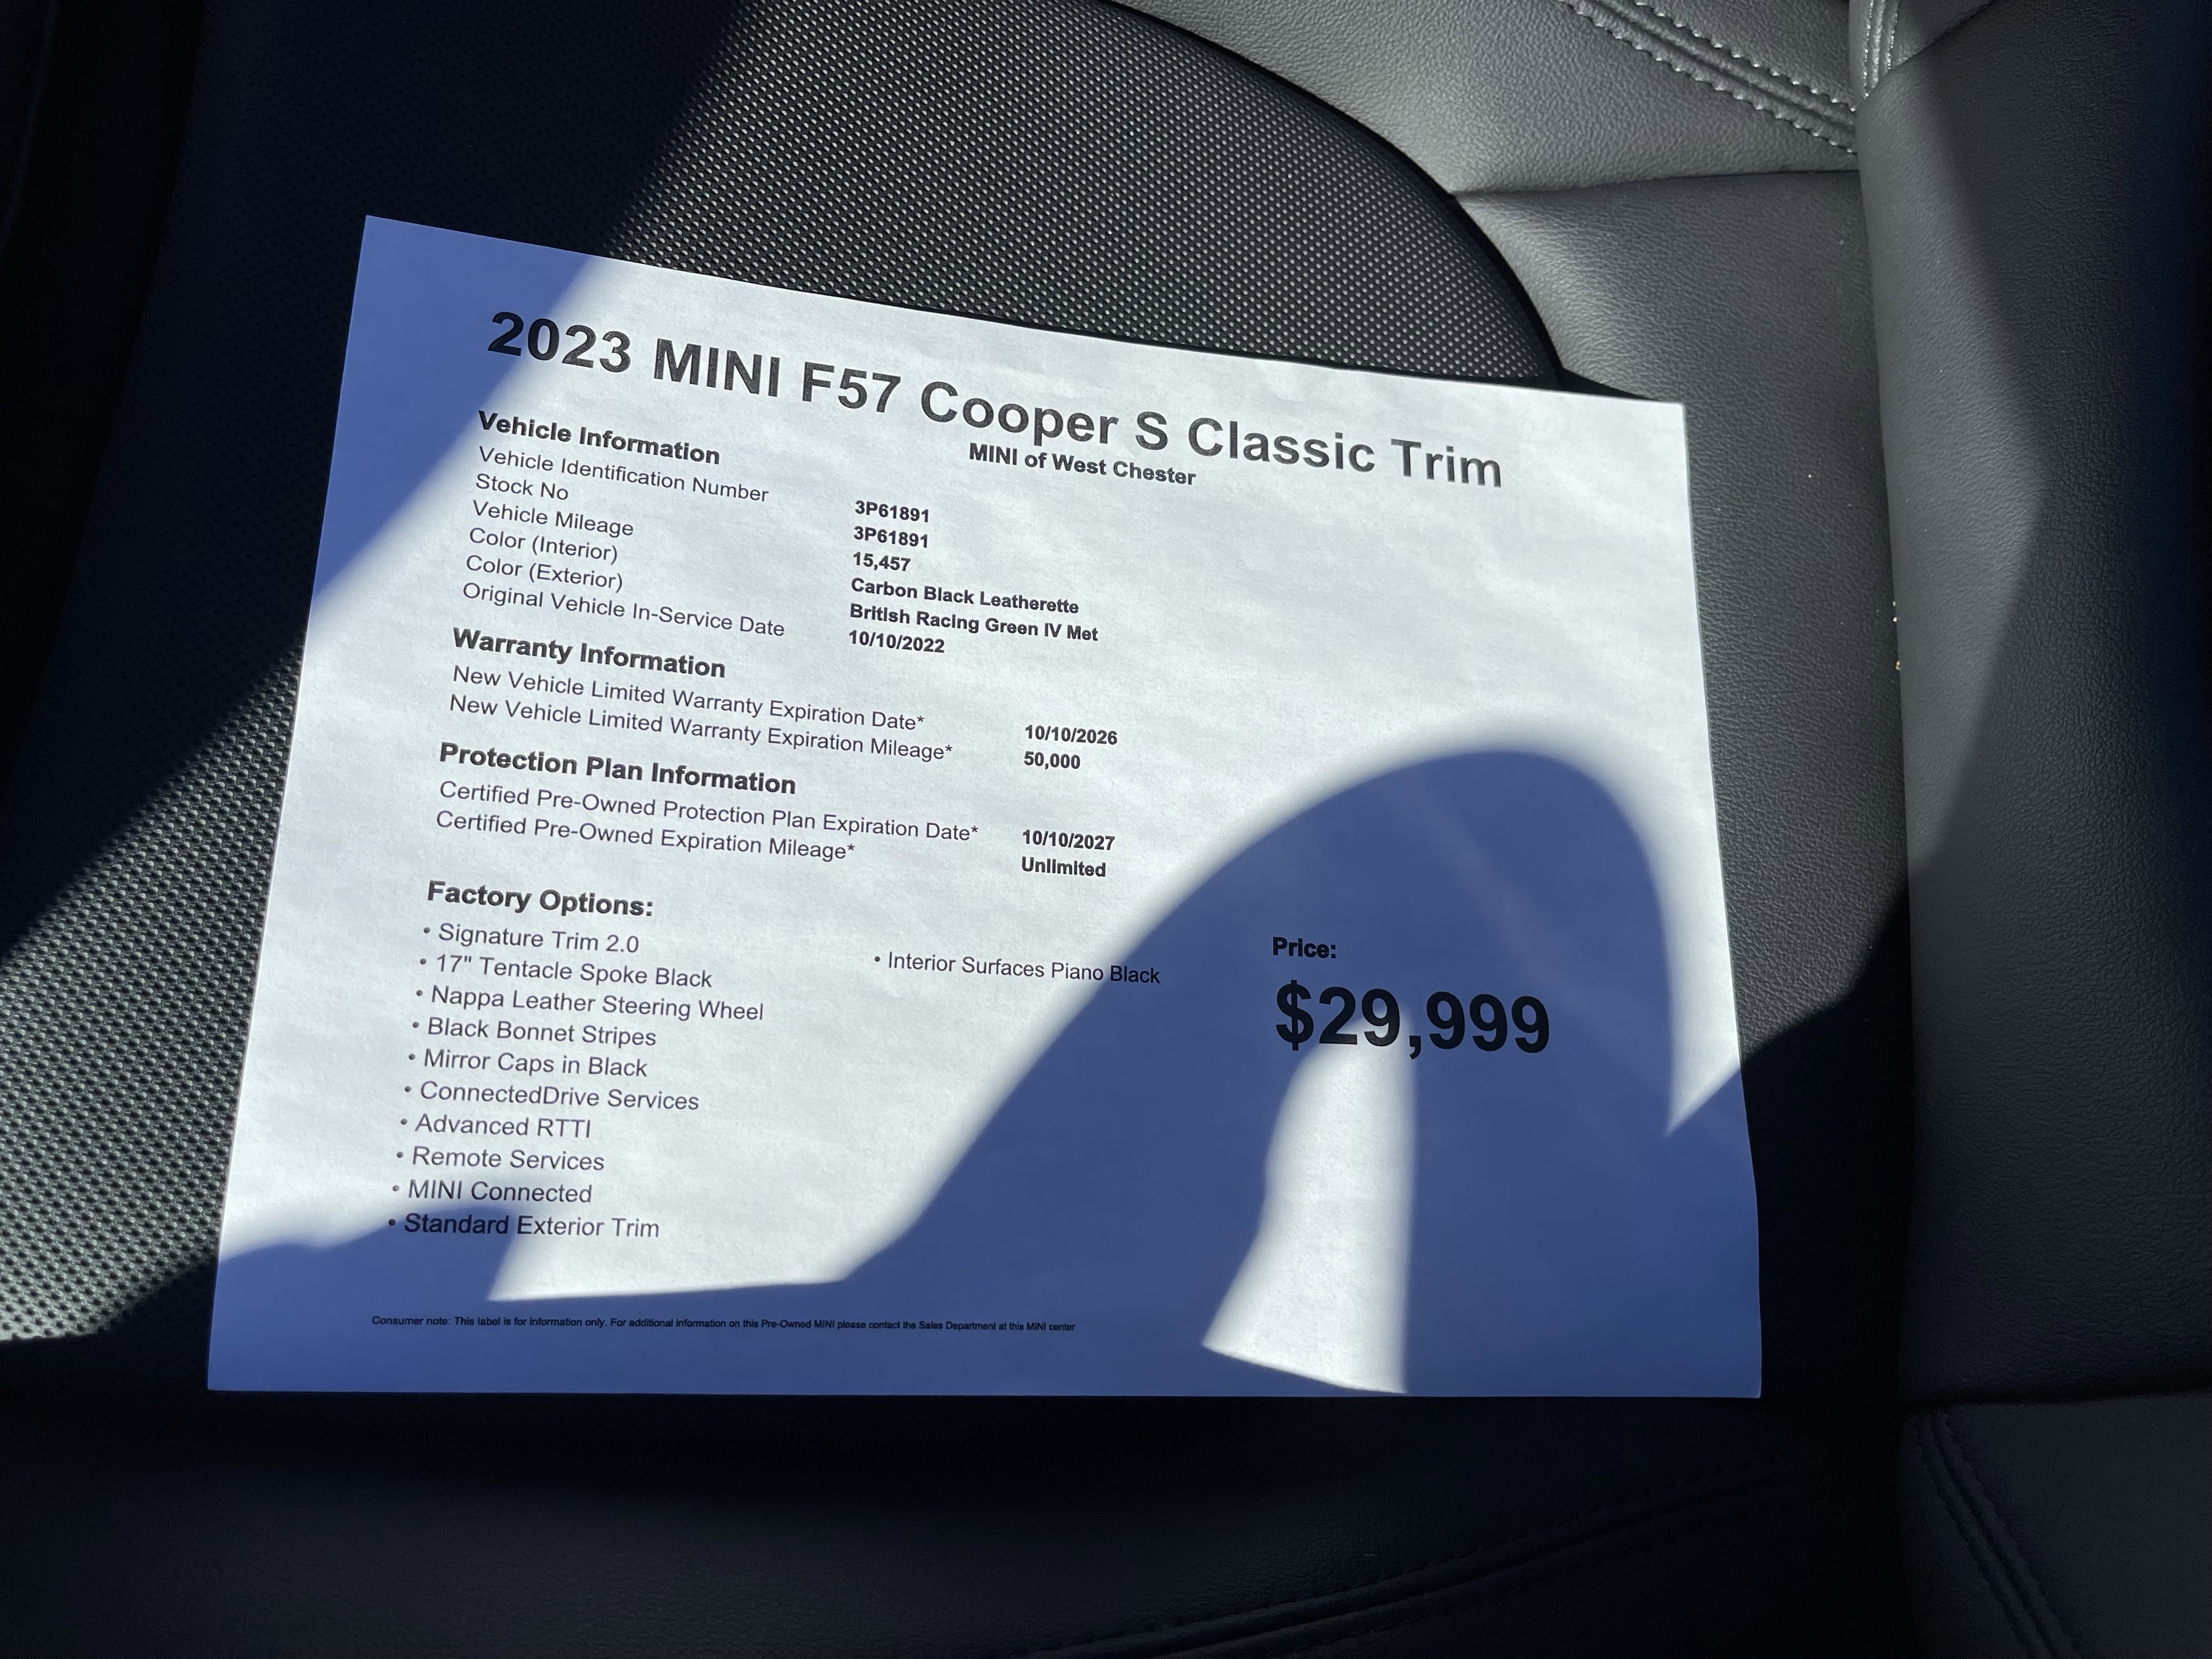 2023 MINI F57 Cooper S Classic Trim
MINI of West Chester
Vehicle Information
Vehicle Identification Number 3P61891
Stock No 3P61891
Vehicle Mileage 15,457
Color (Interior) Carbon Black Leatherette
Color (Exterior) British Racing Green IV Met
Original Vehicle In-Service Date 10/10/2022
Warranty Information
New Vehicle Limited Warranty Expiration Date* 10/10/2026
New Vehicle Limited Warranty Expiration Mileage* 50,000
Protection Plan Information
Certified Pre-Owned Protection Plan Expiration Date* 10/10/2027
Certified Pre-Owned Expiration Mileage* Unlimited
Factory Options:
• Signature Trim 2.0
• 17" Tentacle Spoke Black
• Nappa Leather Steering Wheel
• Black Bonnet Stripes
• Mirror Caps in Black
• ConnectedDrive Services
• Advanced RTTI
• Remote Services
• MINI Connected
• Standard Exterior Trim
• Interior Surfaces Piano Black
Price:
$29,999
Consumer note: This label is for information only. For additional information on this Pre-Owned MINI please contact the Sales Department at this MINI center